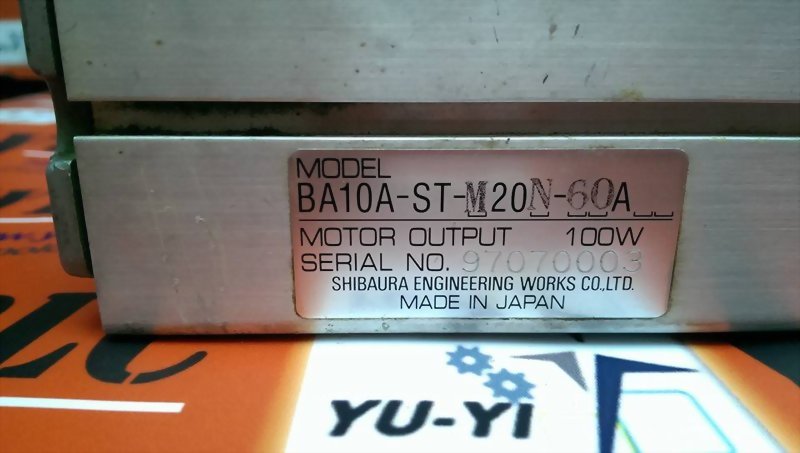 MODEL
BA10A-ST-M20N-60A
MOTOR OUTPUT 100W
SERIAL NO. 97070003
SHIBAURA ENGINEERING WORKS CO.,LTD.
MADE IN JAPAN
PLC
YU-YI